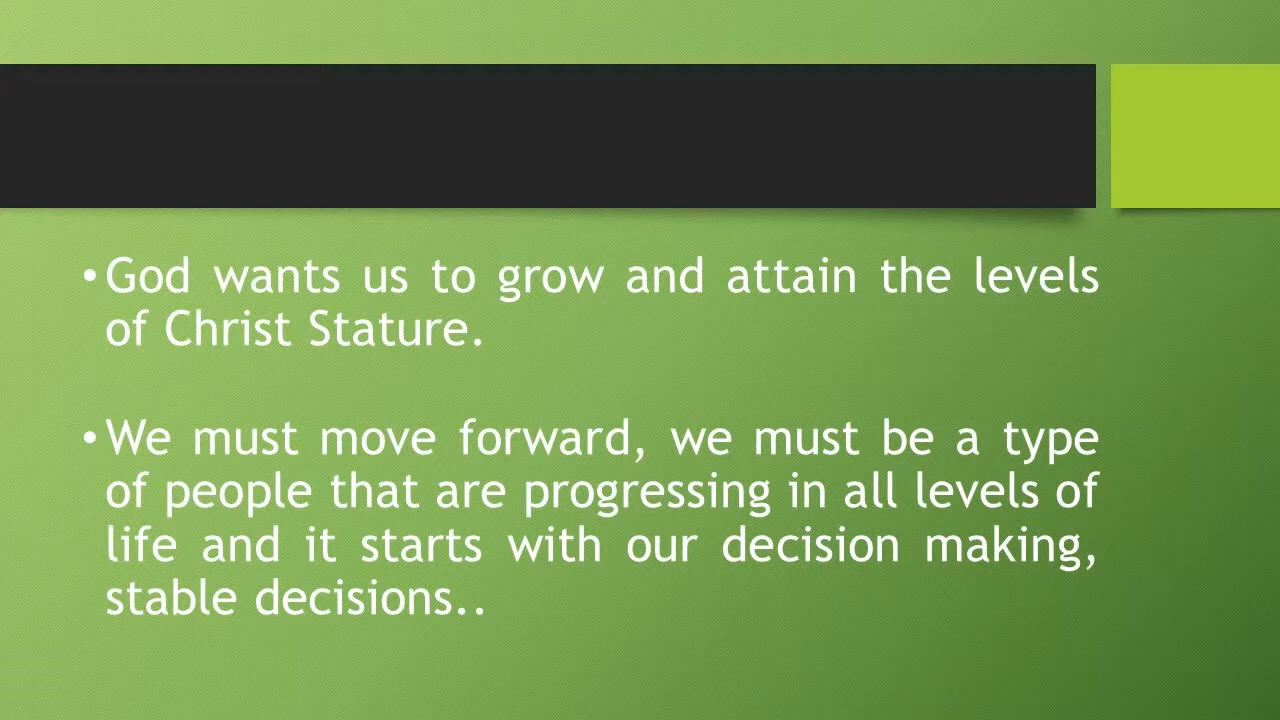 • God wants us to grow and attain the levels
of Christ Stature.
• We must move forward, we must be a type
of people that are progressing in all levels of
life and it starts with our decision making,
stable decisions..